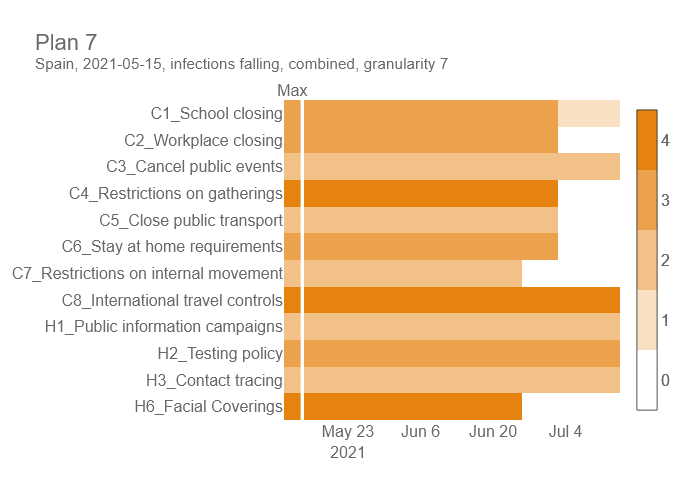 Plan 7
Spain, 2021-05-15, infections falling, combined, granularity 7
Max
C1_School closing
C2_Workplace closing
C3_Cancel public events
C4_Restrictions on gatherings
C5_Close public transport
C6_Stay at home requirements
C7_Restrictions on internal movement
C8_International travel controls
H1_Public information campaigns
H2_Testing policy
H3_Contact tracing
H6_Facial Coverings
May 23 Jun 6 Jun 20 Jul 4
2021
4
3
2
1
0